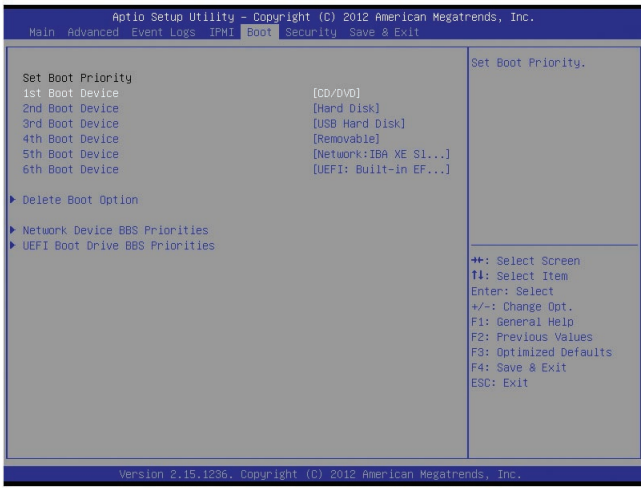 Aptio Setup Utility – Copyright (C) 2012 American Megatrends, Inc.
Main Advanced Event Logs IPMI Boot Security Save & Exit
Set Boot Priority
1st Boot Device [CD/DVD]
2nd Boot Device [Hard Disk]
3rd Boot Device [USB Hard Disk]
4th Boot Device [Removable]
5th Boot Device [Network:IBA XE Sl...]
6th Boot Device [UEFI: Built-in EF...]
▶ Delete Boot Option
▶ Network Device BBS Priorities
▶ UEFI Boot Drive BBS Priorities
Set Boot Priority.
→←: Select Screen
↑↓: Select Item
Enter: Select
+/-: Change Opt.
F1: General Help
F2: Previous Values
F3: Optimized Defaults
F4: Save & Exit
ESC: Exit
Version 2.15.1236. Copyright (C) 2012 American Megatrends, Inc.